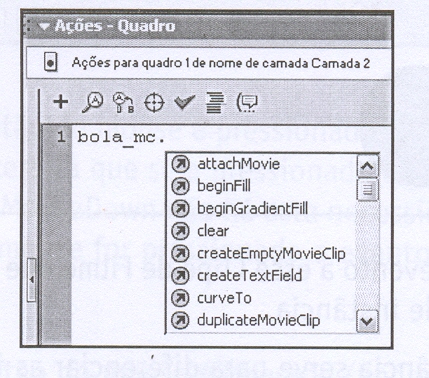 Ações - Quadro
Ações para quadro 1 de nome de camada Camada 2
1 bola_mc.
attachMovie
beginFill
beginGradientFill
clear
createEmptyMovieClip
createTextField
curveTo
duplicateMovieClip